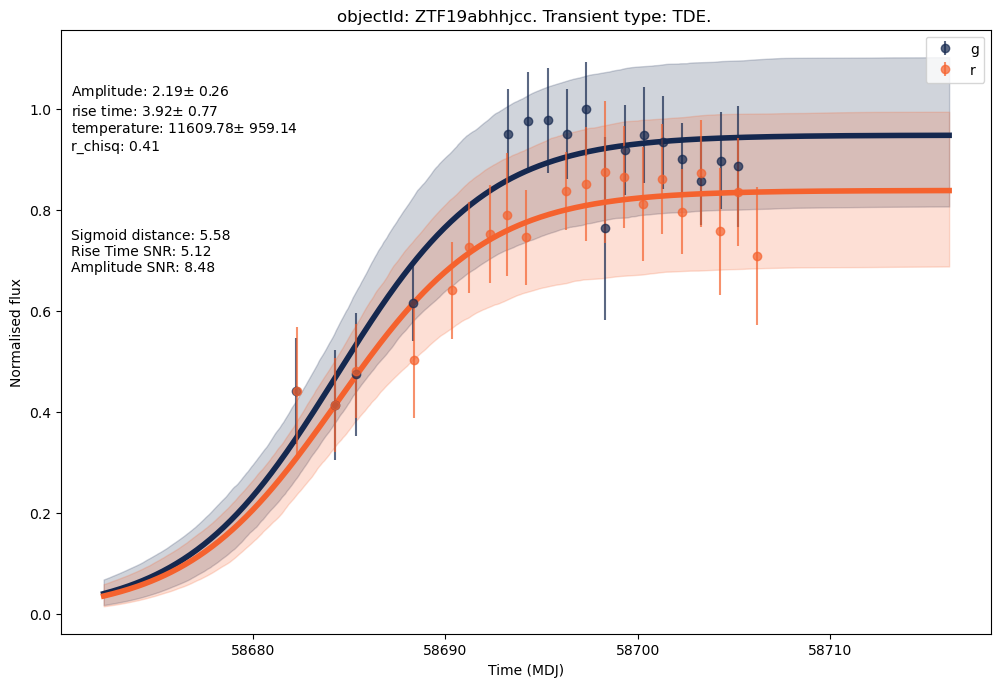 objectId: ZTF19abhhjcc. Transient type: TDE.
g
r
Amplitude: 2.19± 0.26
rise time: 3.92± 0.77
temperature: 11609.78± 959.14
r_chisq: 0.41
Sigmoid distance: 5.58
Rise Time SNR: 5.12
Amplitude SNR: 8.48
Normalised flux
1.0
0.8
0.6
0.4
0.2
0.0
58680 58690 58700 58710
Time (MDJ)